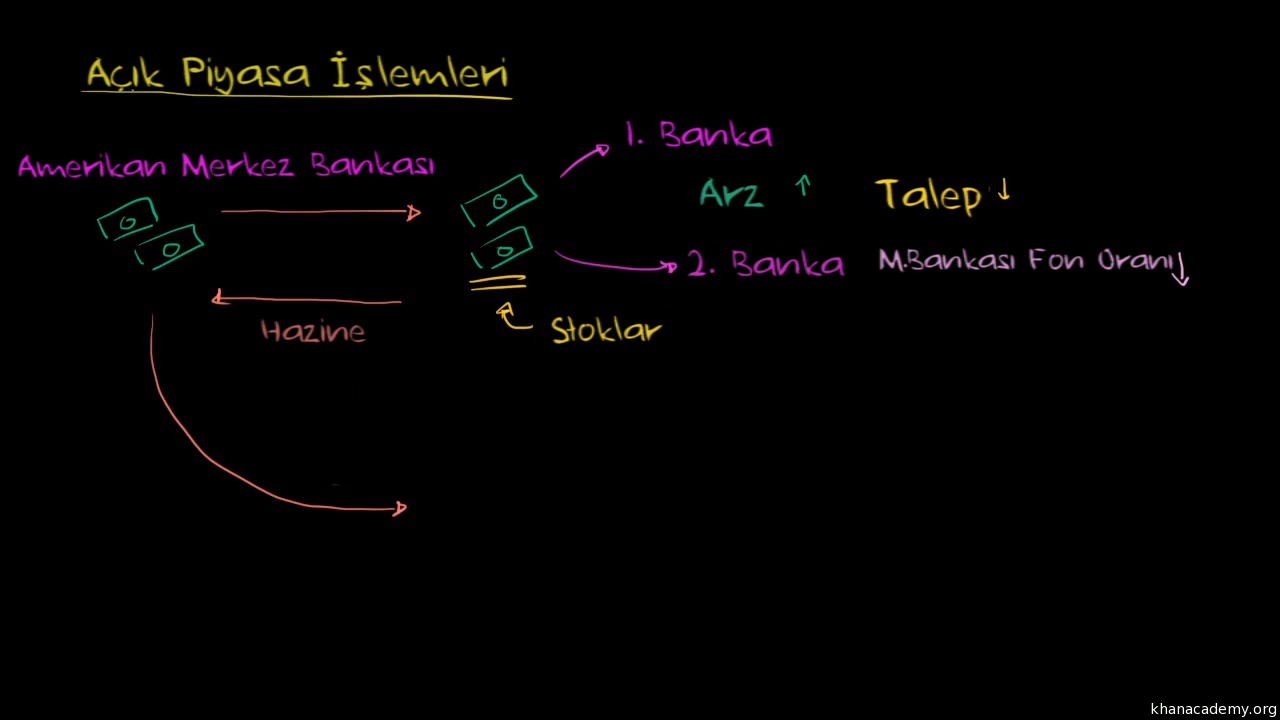 Açık Piyasa İşlemleri
Amerikan Merkez Bankası
1. Banka
Arz
Talep
2. Banka
M.Bankası Fon Oranı
Hazine
Stoklar
khanacademy.org